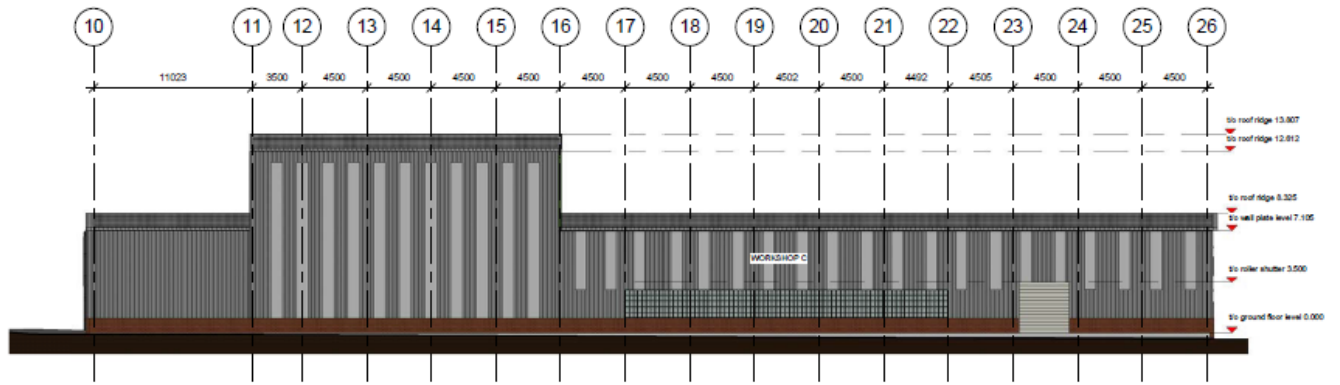 10 11 12 13 14 15 16 17 18 19 20 21 22 23 24 25 26
11023 3500 4500 4500 4500 4500 4500 4500 4500 4502 4500 4492 4505 4500 4500 4500
t/o roof ridge 13.807
t/o roof ridge 12.612
t/o roof ridge 8.325
t/o wall plate level 7.105
WORKSHOP C
t/o roller shutter 3.500
t/o ground floor level 0.000